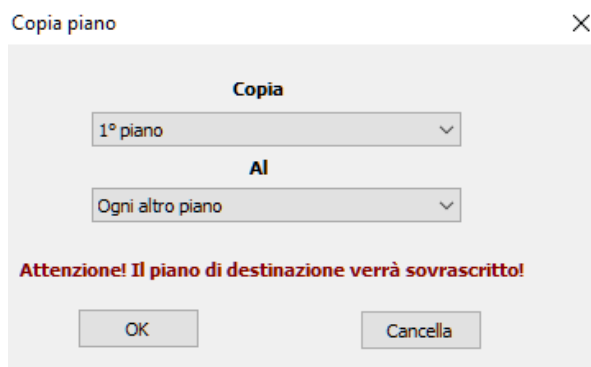 Copia piano
Copia
1° piano
Al
Ogni altro piano
Attenzione! Il piano di destinazione verrà sovrascritto!
OK
Cancella